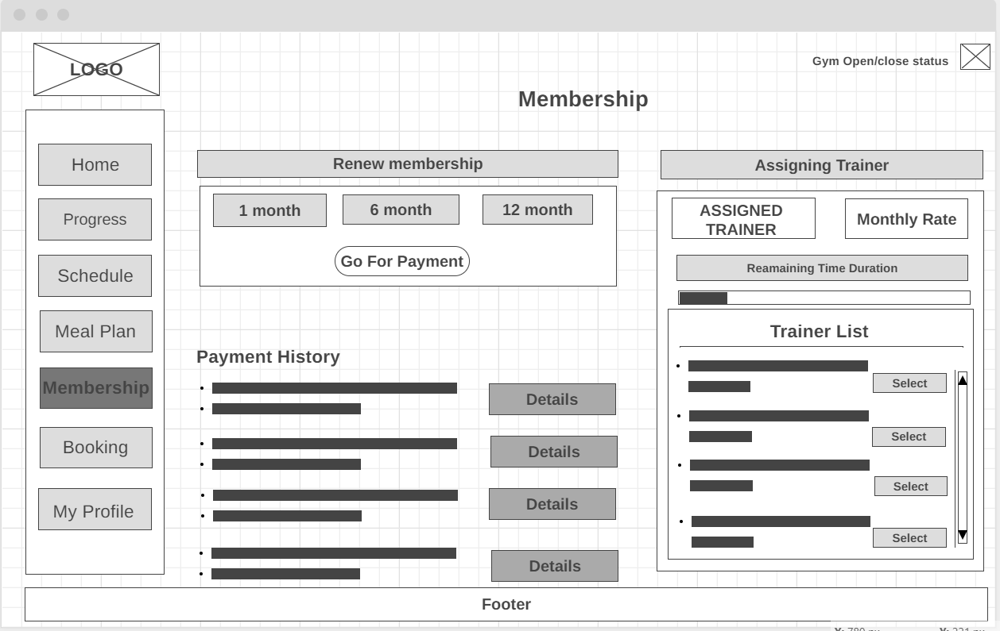 LOGO
Gym Open/close status
Membership
Home
Progress
Schedule
Meal Plan
Membership
Booking
My Profile
Renew membership
1 month
6 month
12 month
Go For Payment
Payment History
Details
Details
Details
Details
Assigning Trainer
ASSIGNED
TRAINER
Monthly Rate
Reamaining Time Duration
Trainer List
Select
Select
Select
Select
Footer